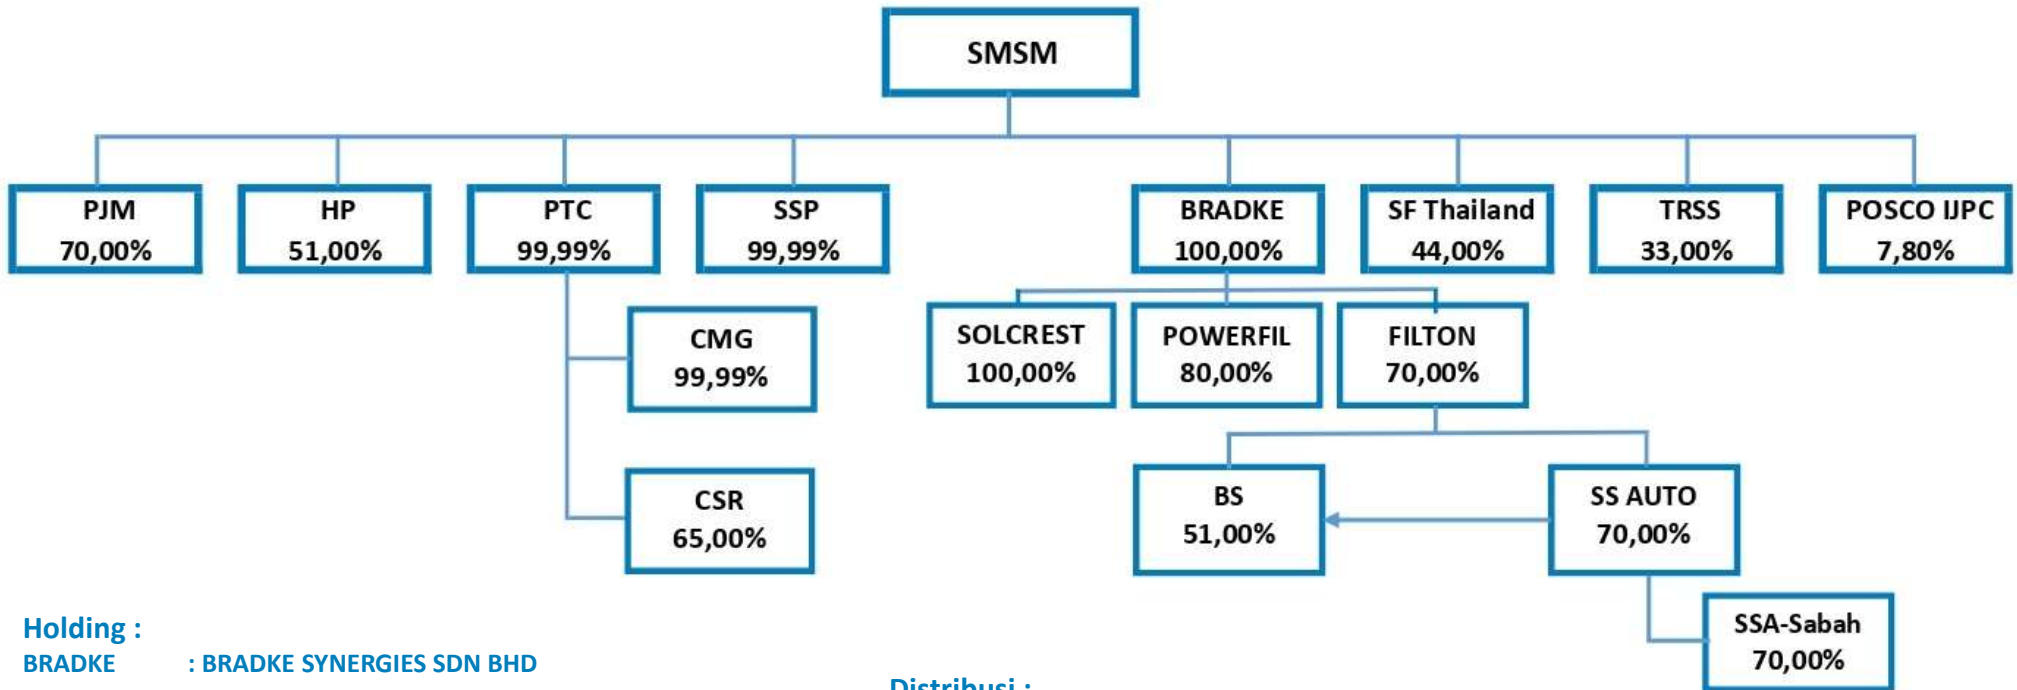 SMSM
PJM
70,00%
HP
51,00%
PTC
99,99%
SSP
99,99%
BRADKE
100,00%
SF Thailand
44,00%
TRSS
33,00%
POSCO IJPC
7,80%
CMG
99,99%
SOLCREST
100,00%
POWERFIL
80,00%
FILTON
70,00%
CSR
65,00%
BS
51,00%
SS AUTO
70,00%
SSA-Sabah
70,00%
Holding :
BRADKE : BRADKE SYNERGIES SDN BHD
Distribusi :